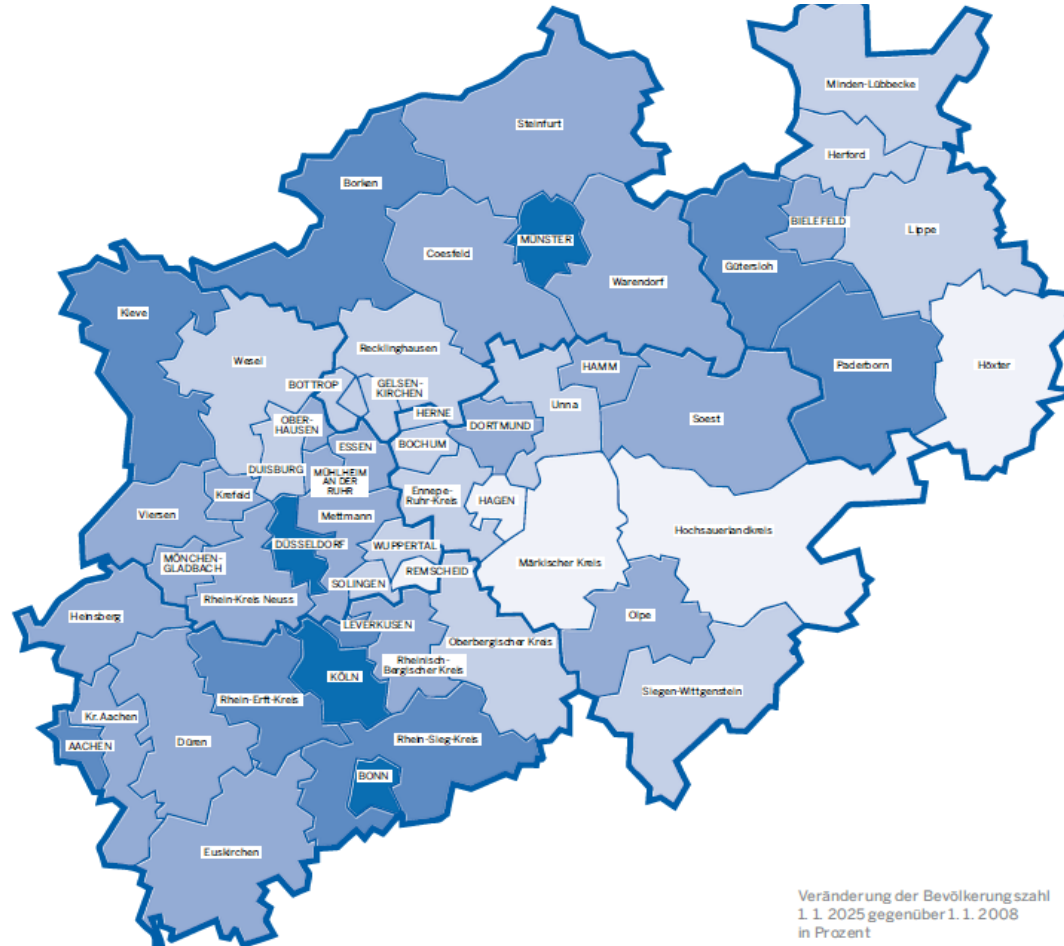 Minden-Lübbecke
Steinfurt
Herford
Borken
BIELEFELD
Lippe
MÜNSTER
Coesfeld
Gütersloh
Warendorf
Kleve
Recklinghausen
Wesel
HAMM
Paderborn
Höxter
BOTTROP
GELSEN-
KIRCHEN
Unna
HERNE
Soest
OBER-
HAUSEN
DORTMUND
ESSEN
BOCHUM
DUISBURG
MÜHLHEIM
AN DER
RUHR
Ennepe-
Ruhr-Kreis
HAGEN
Krefeld
Viersen
Mettmann
Hochsauerlandkreis
DÜSSELDORF
WUPPERTAL
MÖNCHEN-
GLADBACH
Märkischer Kreis
REMSCHEID
SOLINGEN
Rhein-Kreis Neuss
Heinsberg
Olpe
LEVERKUSEN
Oberbergischer Kreis
Rheinisch-
Bergischer Kreis
KÖLN
Siegen-Wittgenstein
Rhein-Erft-Kreis
Kr. Aachen
Rhein-Sieg-Kreis
AACHEN
Düren
BONN
Euskirchen
Veränderung der Bevölkerungszahl
1. 1. 2025 gegenüber 1. 1. 2008
in Prozent